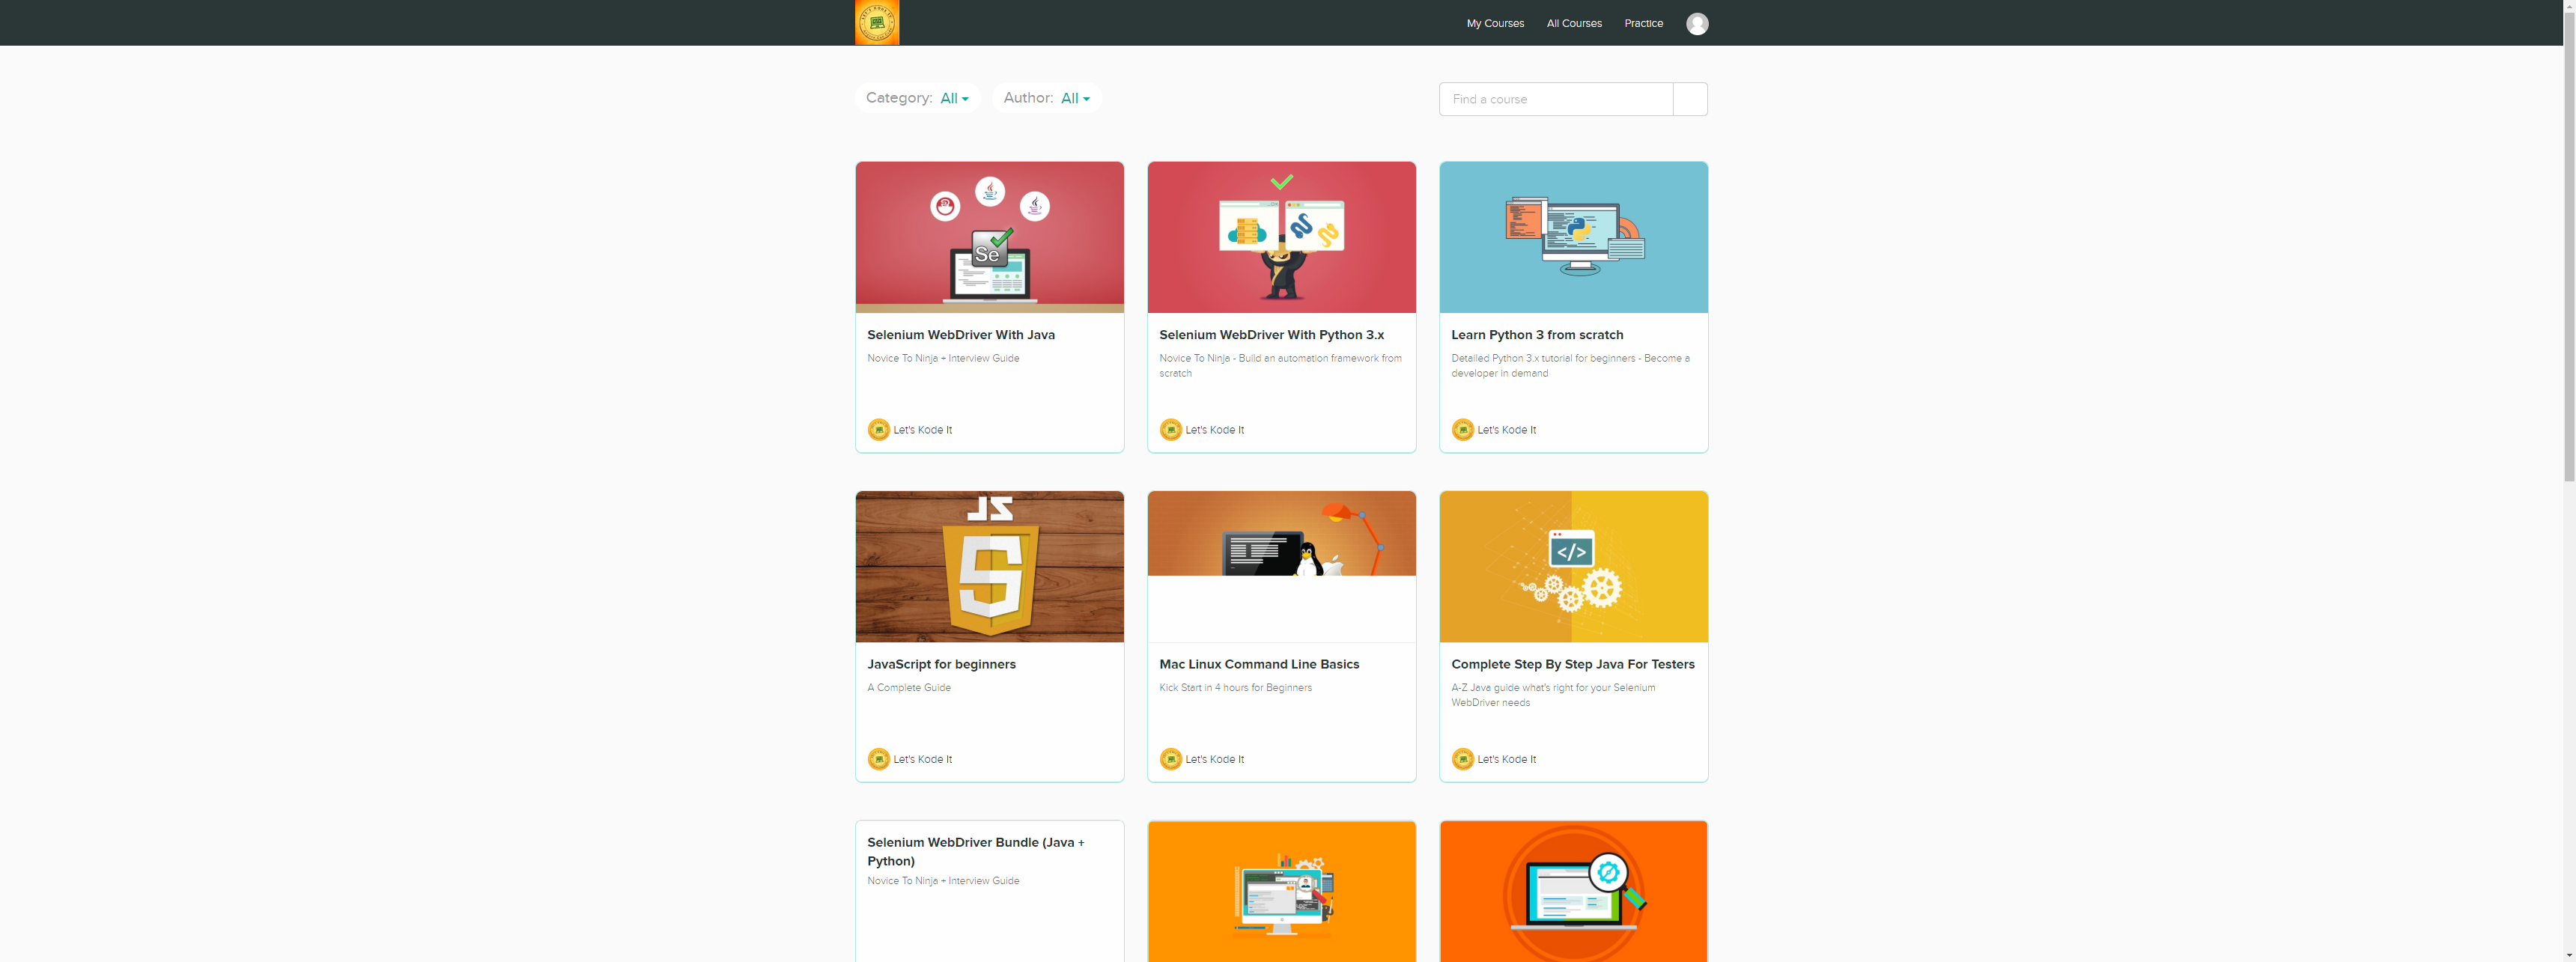 My Courses
All Courses
Practice
Category: All
Author: All
Find a course
Se
Selenium WebDriver With Java
Novice To Ninja + Interview Guide
Let's Kode It
Selenium WebDriver With Python 3.x
Novice To Ninja - Build an automation framework from
scratch
Let's Kode It
Learn Python 3 from scratch
Detailed Python 3.x tutorial for beginners - Become a
developer in demand
Let's Kode It
JS
5
JavaScript for beginners
A Complete Guide
Let's Kode It
Mac Linux Command Line Basics
Kick Start in 4 hours for Beginners
Let's Kode It
</>
Complete Step By Step Java For Testers
A-Z Java guide what's right for your Selenium
WebDriver needs
Let's Kode It
Selenium WebDriver Bundle (Java +
Python)
Novice To Ninja + Interview Guide